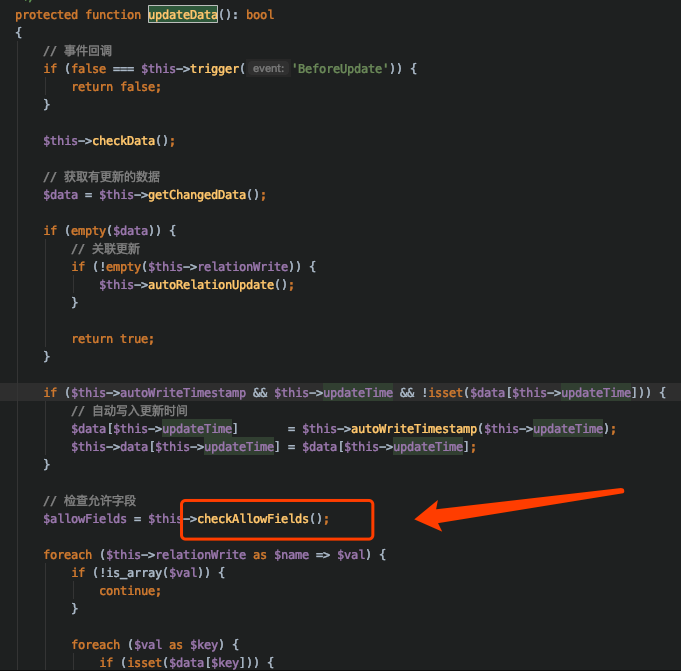 protected function updateData(): bool
{
// 事件回调
if (false === $this->trigger( event: 'BeforeUpdate')) {
return false;
}
$this->checkData();
// 获取有更新的数据
$data = $this->getChangedData();
if (empty($data)) {
// 关联更新
if (!empty($this->relationWrite)) {
$this->autoRelationUpdate();
}
return true;
}
if ($this->autoWriteTimestamp && $this->updateTime && !isset($data[$this->updateTime])) {
// 自动写入更新时间
$data[$this->updateTime] = $this->autoWriteTimestamp($this->updateTime);
$this->data[$this->updateTime] = $data[$this->updateTime];
}
// 检查允许字段
$allowFields = $this->checkAllowFields();
foreach ($this->relationWrite as $name => $val) {
if (!is_array($val)) {
continue;
}
foreach ($val as $key) {
if (isset($data[$key])) {